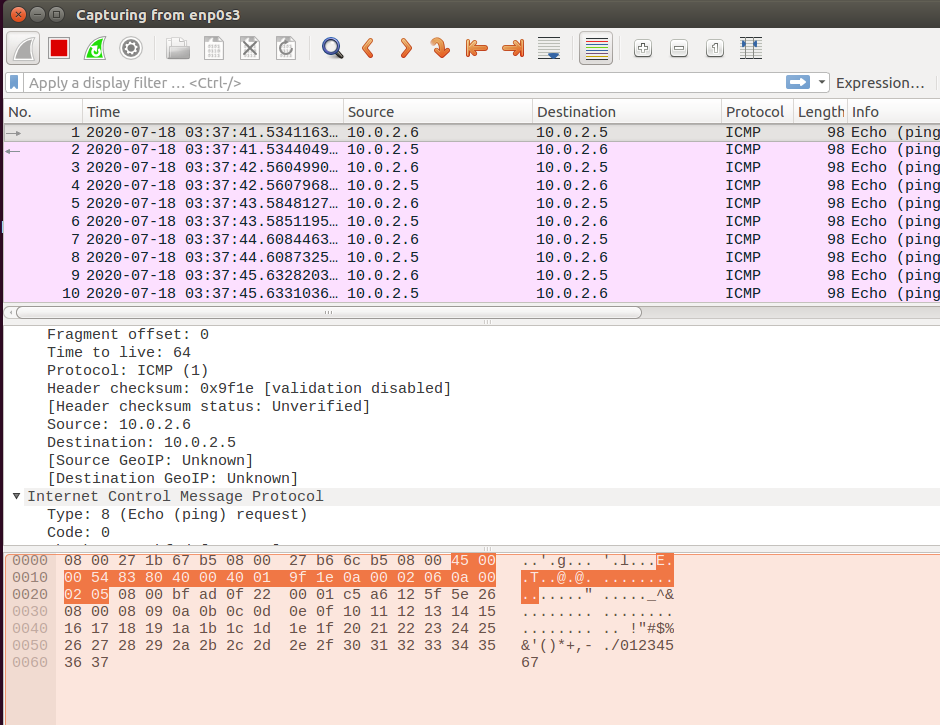 Capturing from enp0s3
Apply a display filter … <Ctrl-/>
Expression…
No. Time Source Destination Protocol Length Info
1 2020-07-18 03:37:41.5341163… 10.0.2.6 10.0.2.5 ICMP 98 Echo (ping
2 2020-07-18 03:37:41.5344049… 10.0.2.5 10.0.2.6 ICMP 98 Echo (ping
3 2020-07-18 03:37:42.5604990… 10.0.2.6 10.0.2.5 ICMP 98 Echo (ping
4 2020-07-18 03:37:42.5607968… 10.0.2.5 10.0.2.6 ICMP 98 Echo (ping
5 2020-07-18 03:37:43.5848127… 10.0.2.6 10.0.2.5 ICMP 98 Echo (ping
6 2020-07-18 03:37:43.5851195… 10.0.2.5 10.0.2.6 ICMP 98 Echo (ping
7 2020-07-18 03:37:44.6084463… 10.0.2.6 10.0.2.5 ICMP 98 Echo (ping
8 2020-07-18 03:37:44.6087325… 10.0.2.5 10.0.2.6 ICMP 98 Echo (ping
9 2020-07-18 03:37:45.6328203… 10.0.2.6 10.0.2.5 ICMP 98 Echo (ping
10 2020-07-18 03:37:45.6331036… 10.0.2.5 10.0.2.6 ICMP 98 Echo (ping
Fragment offset: 0
Time to live: 64
Protocol: ICMP (1)
Header checksum: 0x9f1e [validation disabled]
[Header checksum status: Unverified]
Source: 10.0.2.6
Destination: 10.0.2.5
[Source GeoIP: Unknown]
[Destination GeoIP: Unknown]
Internet Control Message Protocol
Type: 8 (Echo (ping) request)
Code: 0
0000 08 00 27 1b 67 b5 08 00 27 b6 6c b5 08 00 45 00 ..'.g... '.l...E.
0010 00 54 83 80 40 00 40 01 9f 1e 0a 00 02 06 0a 00 .T..@.@. ........
0020 02 05 08 00 bf ad 0f 22 00 01 c5 a6 12 5f 5e 26 ......." ....._^&
0030 08 00 08 09 0a 0b 0c 0d 0e 0f 10 11 12 13 14 15 ........ ........
0040 16 17 18 19 1a 1b 1c 1d 1e 1f 20 21 22 23 24 25 ........ .. !"#$%
0050 26 27 28 29 2a 2b 2c 2d 2e 2f 30 31 32 33 34 35 &'()*+,- ./012345
0060 36 37 67